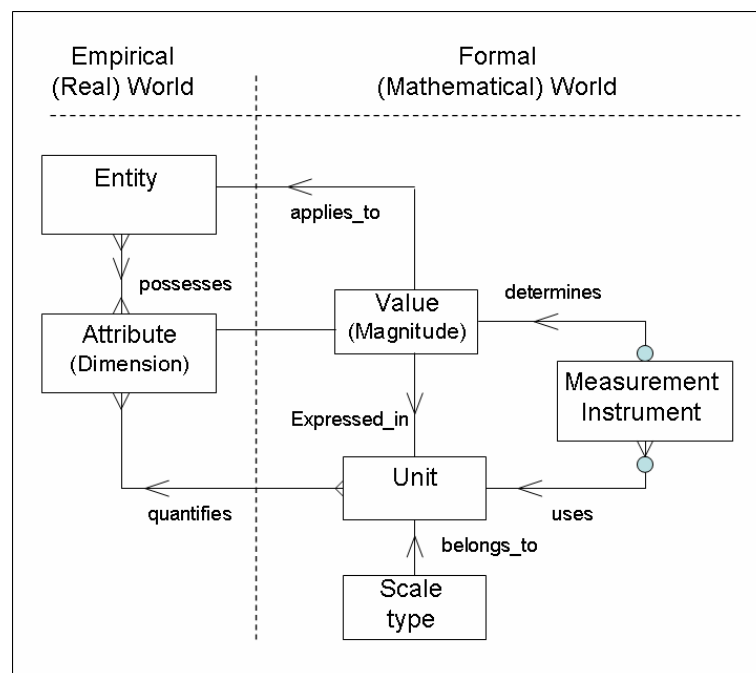 Empirical
(Real) World
Formal
(Mathematical) World
Entity
applies_to
possesses
Value
(Magnitude)
determines
Attribute
(Dimension)
Measurement
Instrument
Expressed_in
Unit
quantifies
uses
belongs_to
Scale
type